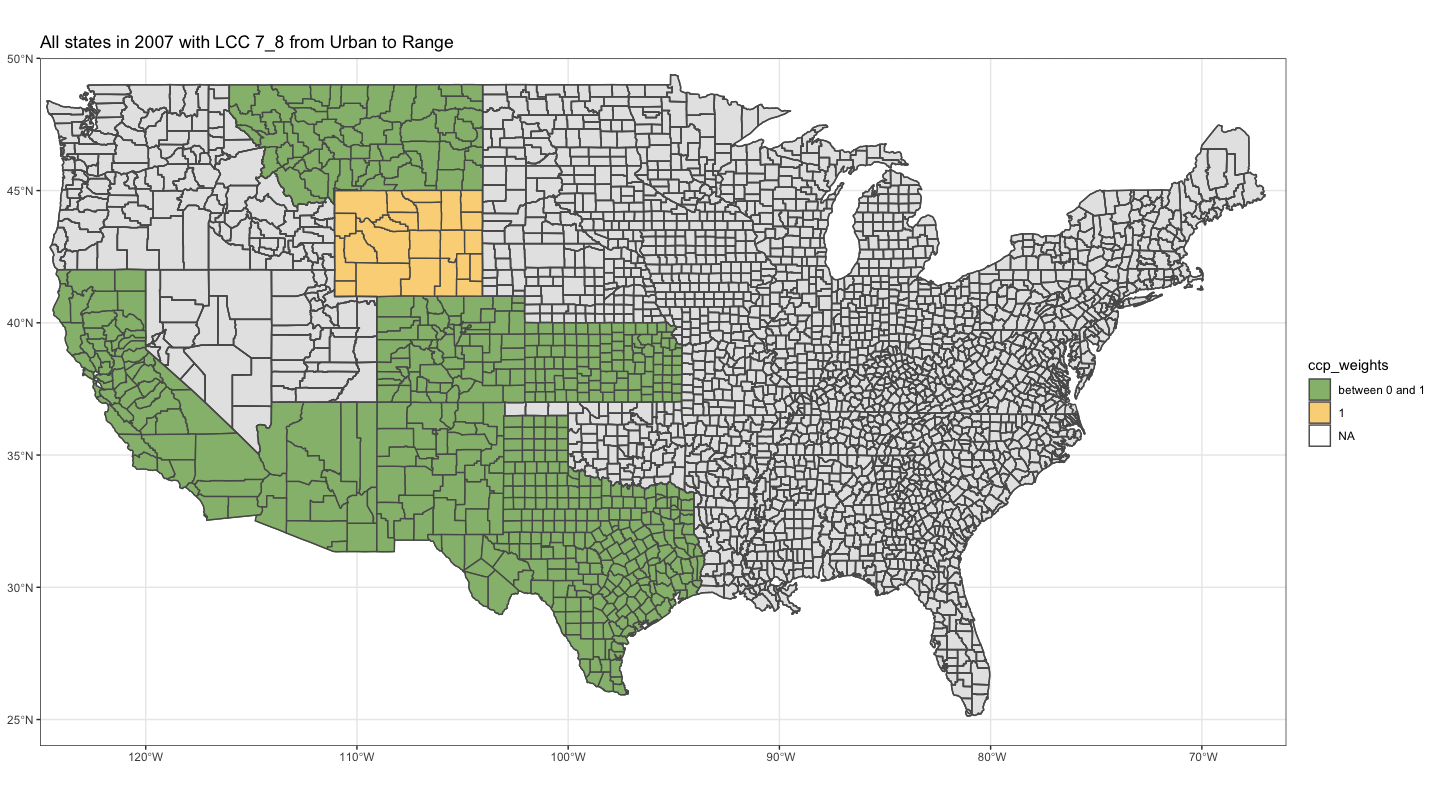 All states in 2007 with LCC 7_8 from Urban to Range
50°N
45°N
40°N
35°N
30°N
25°N
120°W
110°W
100°W
90°W
80°W
70°W
ccp_weights
between 0 and 1
1
NA